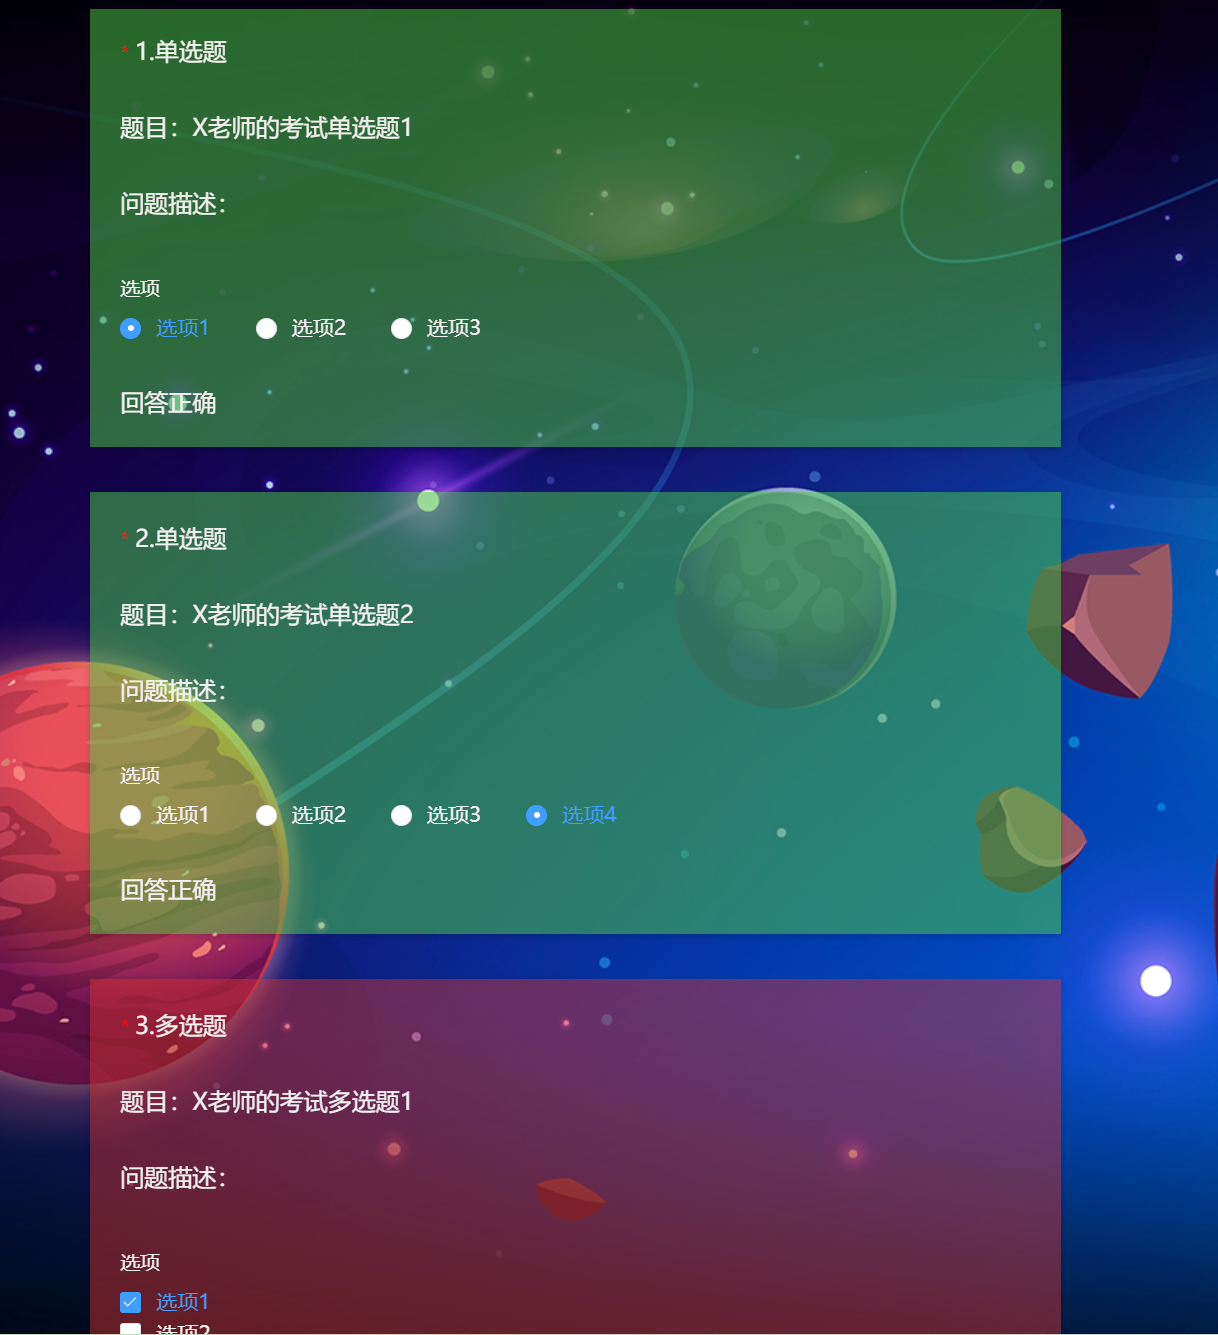 * 1.单选题
题目：X老师的考试单选题1
问题描述：
选项
选项1 选项2 选项3
回答正确
* 2.单选题
题目：X老师的考试单选题2
问题描述：
选项
选项1 选项2 选项3 选项4
回答正确
* 3.多选题
题目：X老师的考试多选题1
问题描述：
选项
选项1
选项2